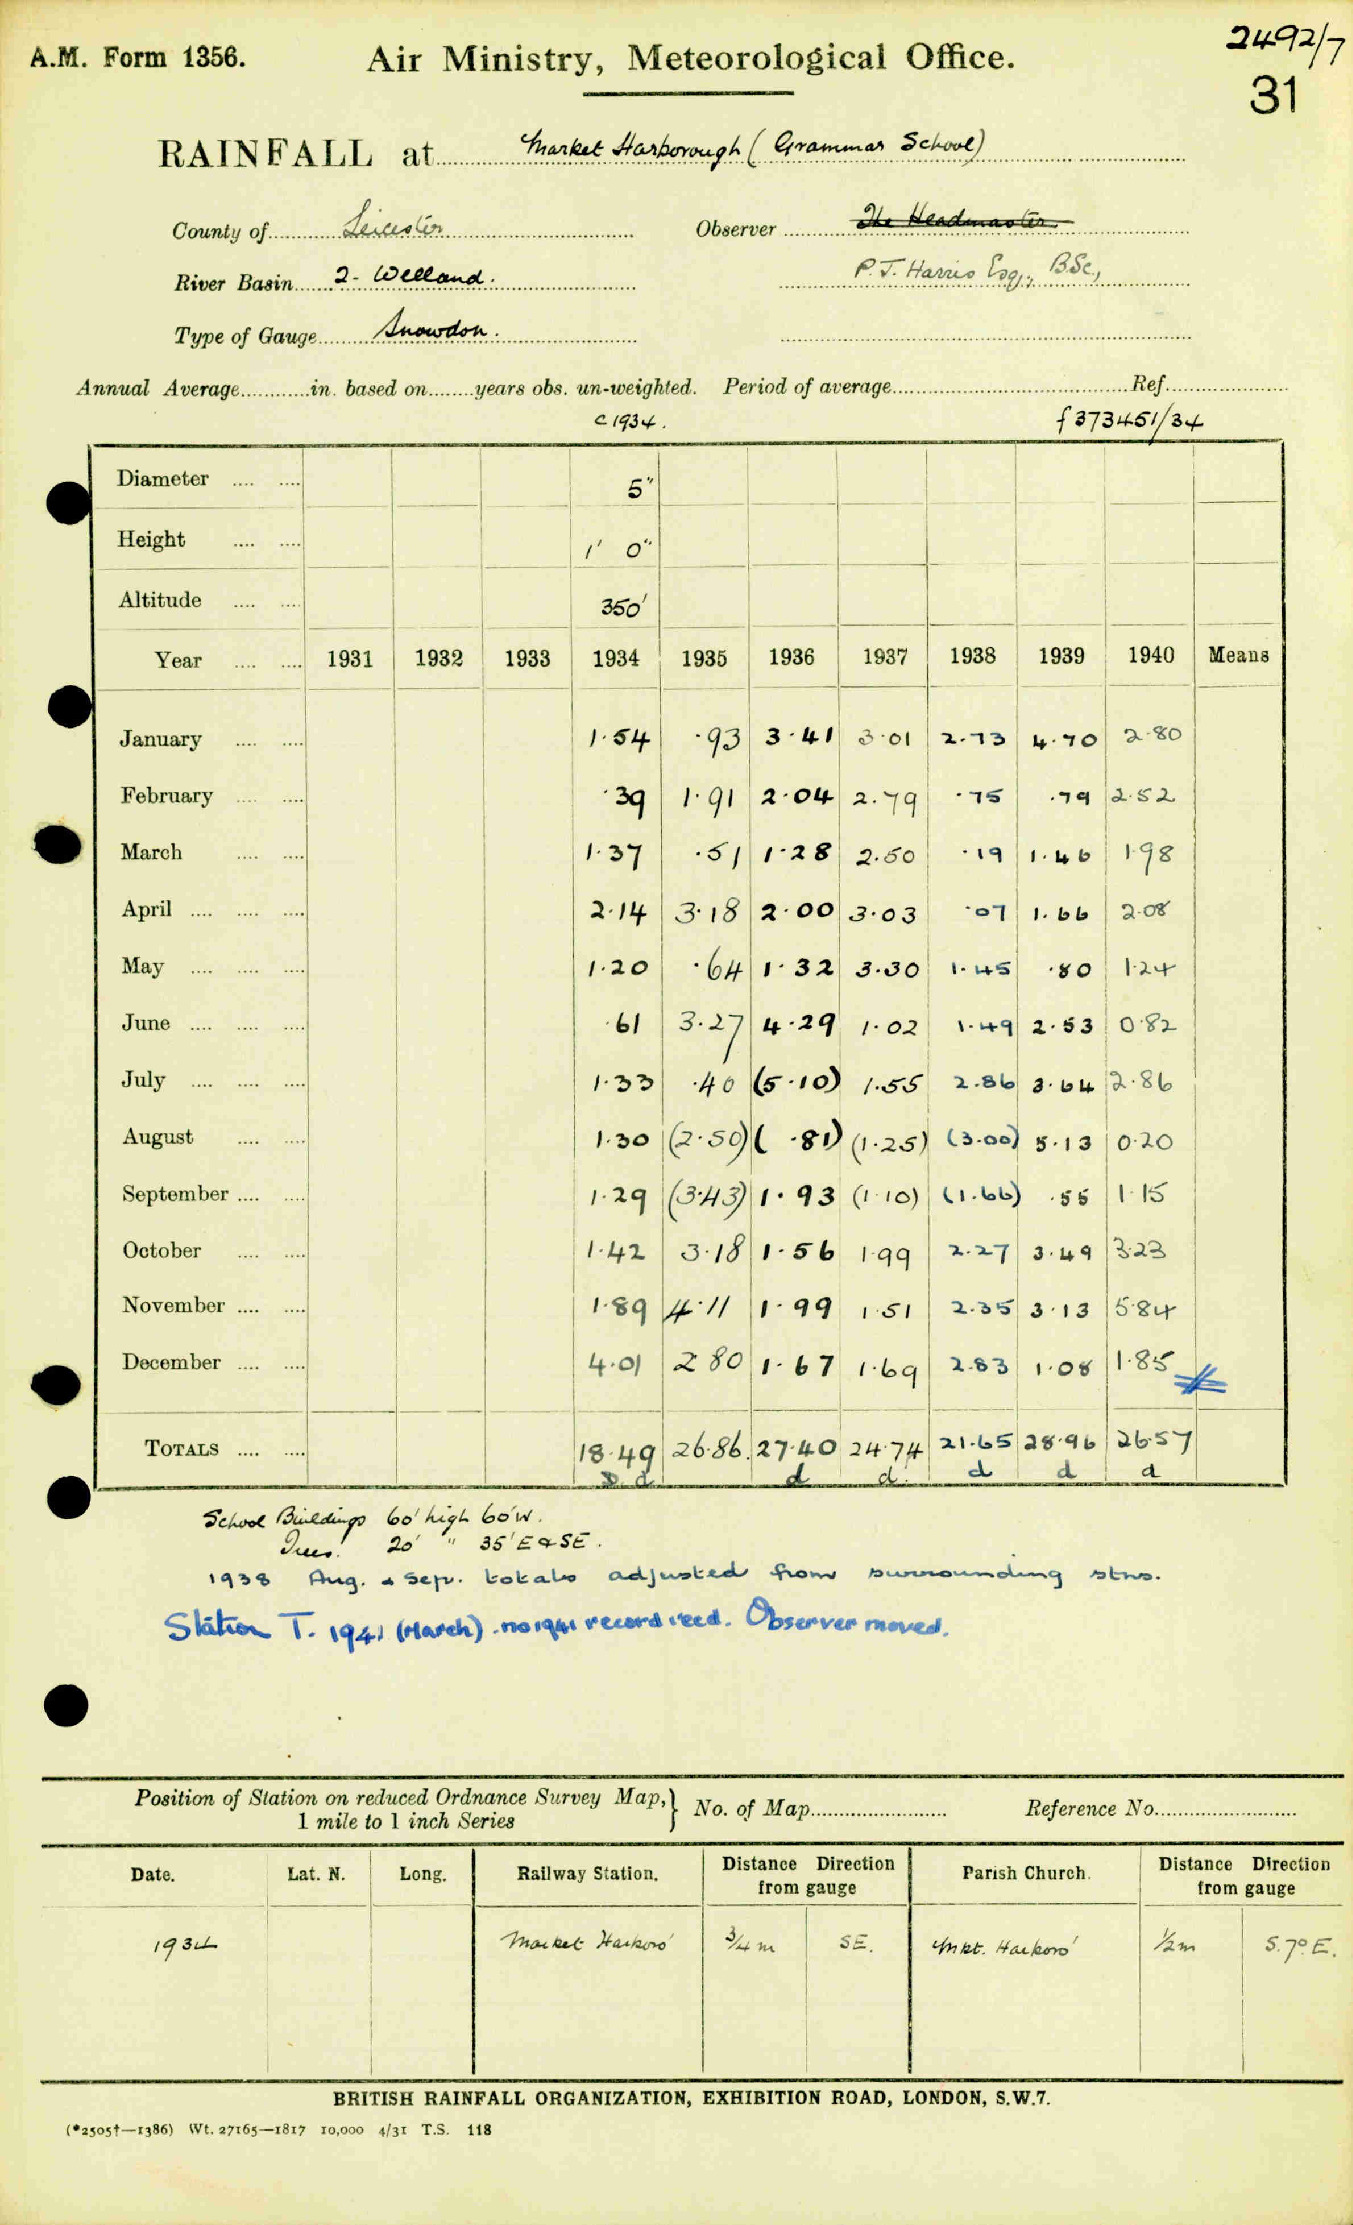 2492/7
A.M. Form 1356. Air Ministry, Meteorological Office.
31
RAINFALL at Market Harborough (Grammar School)
County of Leicester Observer The Headmaster
River Basin 2- Welland. P.J. Harris Esq., B.Sc.,
Type of Gauge Snowdon.
Annual Average in. based on years obs. un-weighted. Period of average Ref.
c 1934. f 373451/34
Diameter 5"
Height 1' 0"
Altitude 350'
Year 1931 1932 1933 1934 1935 1936 1937 1938 1939 1940 Means
January 1.54 .93 3.41 3.01 2.73 4.70 2.80
February .39 1.91 2.04 2.79 .75 .79 2.52
March 1.37 .51 1.28 2.50 .19 1.46 1.98
April 2.14 3.18 2.00 3.03 .07 1.66 2.08
May 1.20 .64 1.32 3.30 1.45 .80 1.24
June .61 3.27 4.29 1.02 1.49 2.53 0.82
July 1.33 .40 (5.10) 1.55 2.86 3.64 2.86
August 1.30 (2.50) ( .81) (1.25) (3.00) 5.13 0.20
September 1.29 (3.43) 1.93 (1.10) (1.66) .55 1.15
October 1.42 3.18 1.56 1.99 2.27 3.49 3.23
November 1.89 4.11 1.99 1.51 2.35 3.13 5.84
December 4.01 2 80 1.67 1.69 2.83 1.08 1.85
TOTALS 18.49 26.86 27.40 24.74 21.65 28.96 26.57
D. d d d. d d d
School Buildings 60' high 60' W.
Trees. 20' " 35' E & SE.
1938 Aug. & Sep. totals adjusted from surrounding stns.
Station T. 1941 (March). no 1941 record recd. Observer moved.
Position of Station on reduced Ordnance Survey Map, 1 mile to 1 inch Series } No. of Map Reference No.
Date. Lat. N. Long. Railway Station. Distance Direction from gauge Parish Church. Distance Direction from gauge
1934 Market Harboro' 3/4 m SE. Mkt. Harboro' 1/2 m S.7° E.
BRITISH RAINFALL ORGANIZATION, EXHIBITION ROAD, LONDON, S.W.7.
(*2505†—1386) Wt. 27165—1817 10,000 4/31 T.S. 118